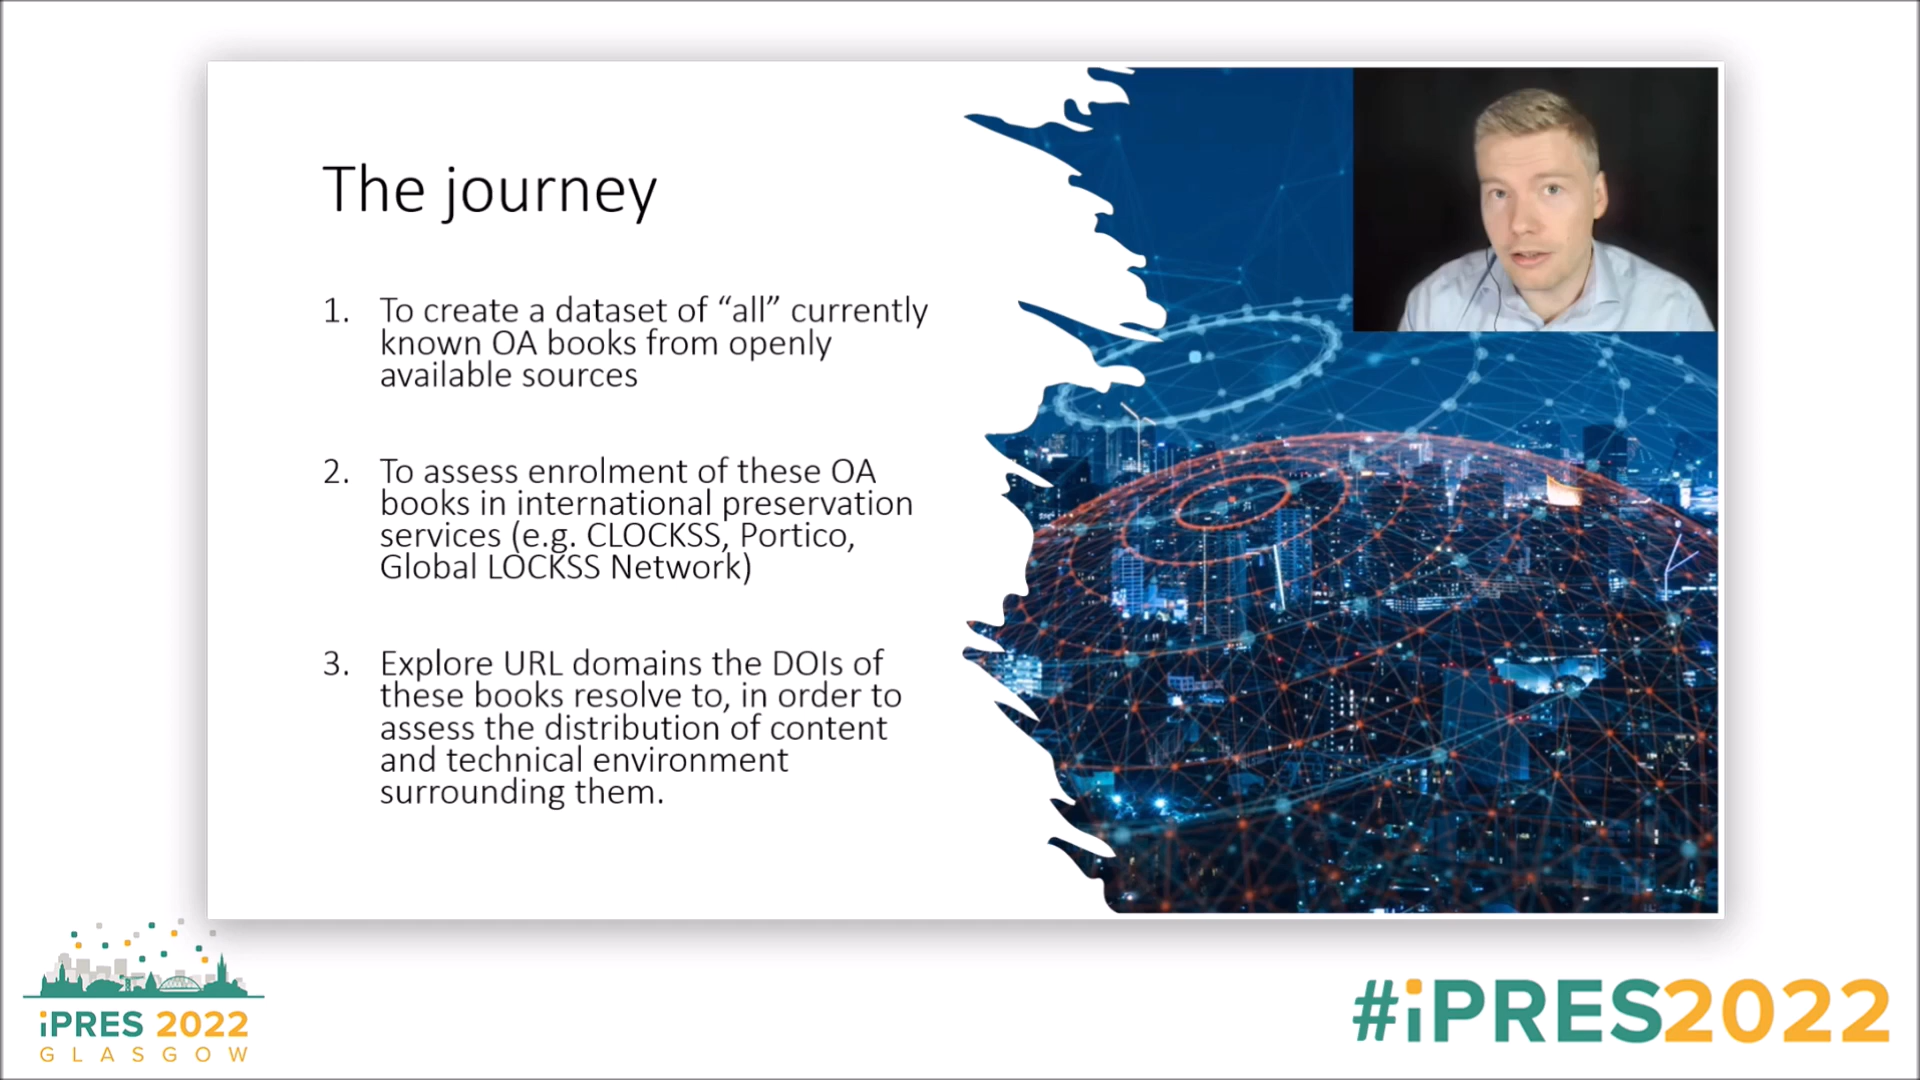 The journey
1. To create a dataset of “all” currently
known OA books from openly
available sources
2. To assess enrolment of these OA
books in international preservation
services (e.g. CLOCKSS, Portico,
Global LOCKSS Network)
3. Explore URL domains the DOIs of
these books resolve to, in order to
assess the distribution of content
and technical environment
surrounding them.
iPRES 2022
GLASGOW
#iPRES2022